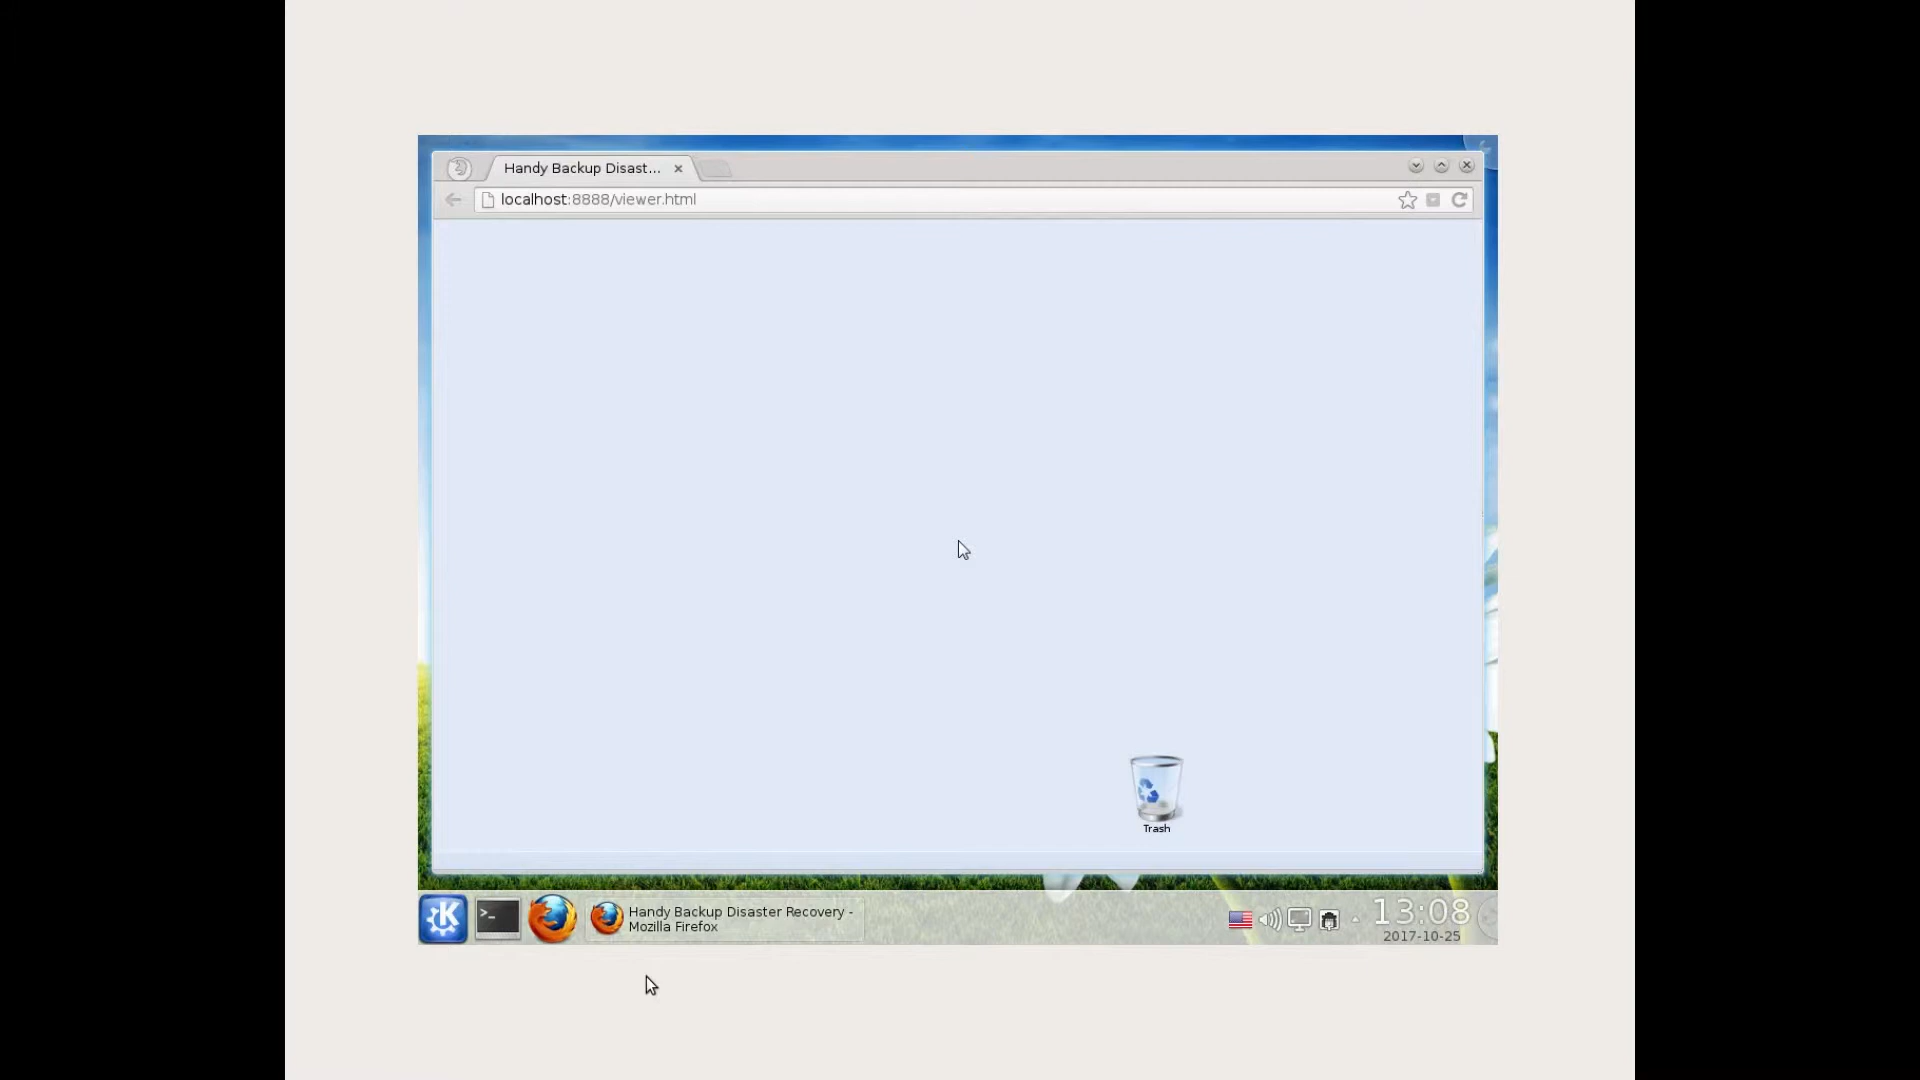 Handy Backup Disast...
localhost:8888/viewer.html
Trash
Handy Backup Disaster Recovery -
Mozilla Firefox
13:08
2017-10-25